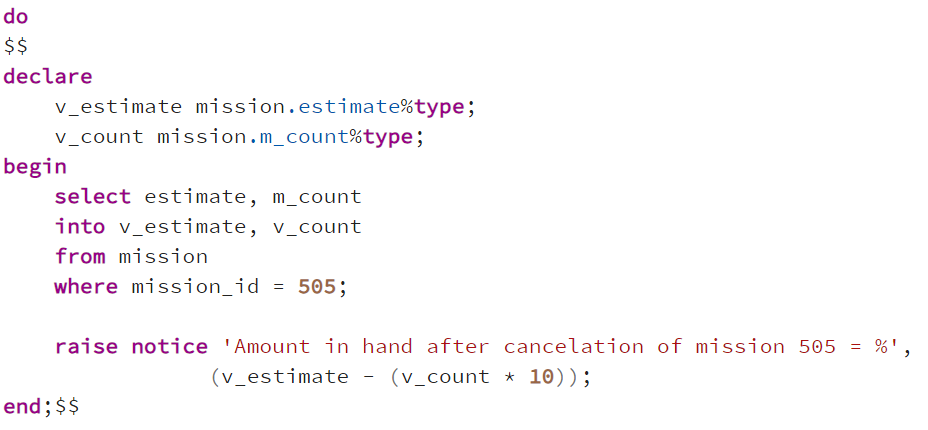 do
$$
declare
    v_estimate mission.estimate%type;
    v_count mission.m_count%type;
begin
    select estimate, m_count
    into v_estimate, v_count
    from mission
    where mission_id = 505;

    raise notice 'Amount in hand after cancelation of mission 505 = %',
                (v_estimate - (v_count * 10));
end;$$